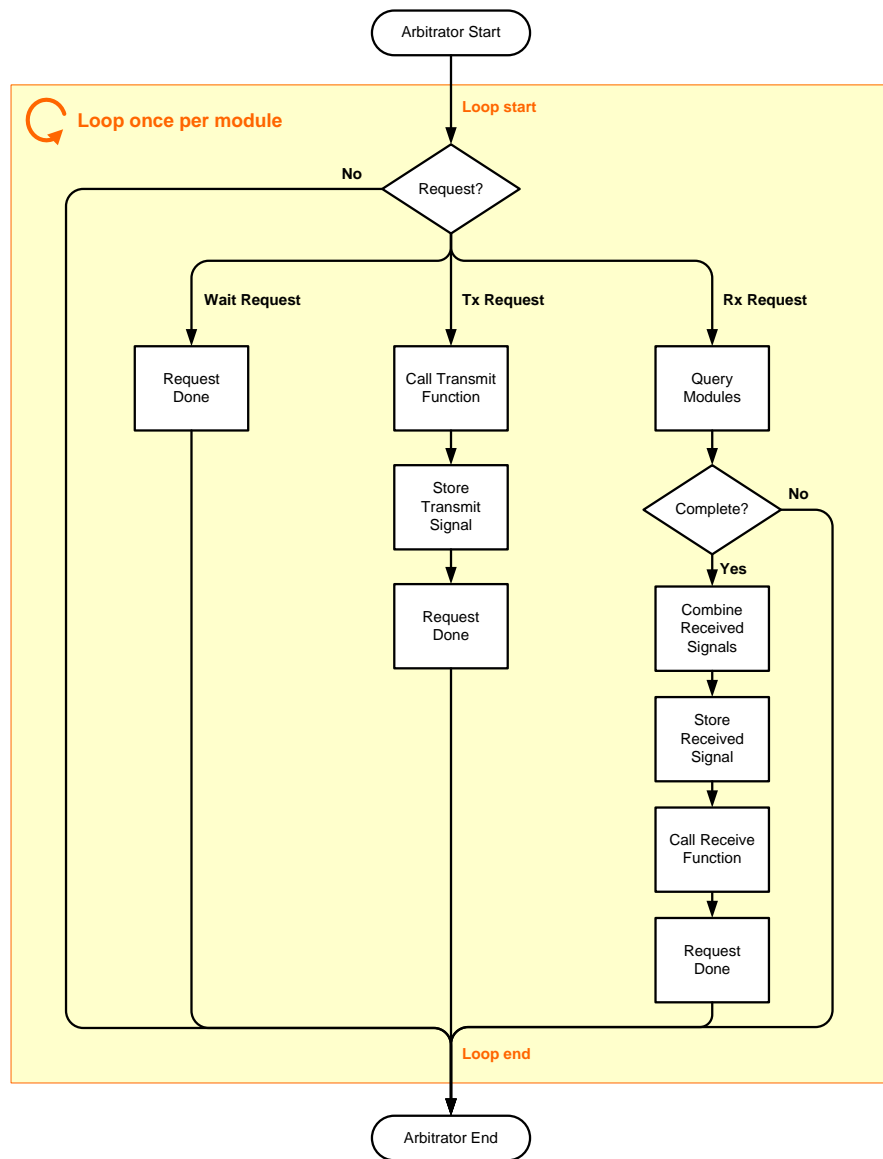 Arbitrator Start
Loop start
Loop once per module
No
Request?
Wait Request
Tx Request
Rx Request
Request
Done
Call Transmit
Function
Query
Modules
Store
Transmit
Signal
Complete?
No
Yes
Request
Done
Combine
Received
Signals
Store
Received
Signal
Call Receive
Function
Request
Done
Loop end
Arbitrator End